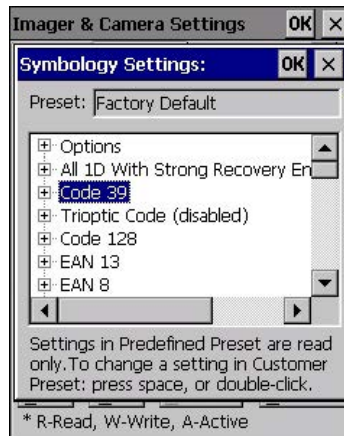 Imager & Camera Settings OK ×
Symbology Settings: OK ×
Preset: Factory Default
Options
All 1D With Strong Recovery En
Code 39
Trioptic Code (disabled)
Code 128
EAN 13
EAN 8
Settings in Predefined Preset are read
only.To change a setting in Customer
Preset: press space, or double-click.
* R-Read, W-Write, A-Active